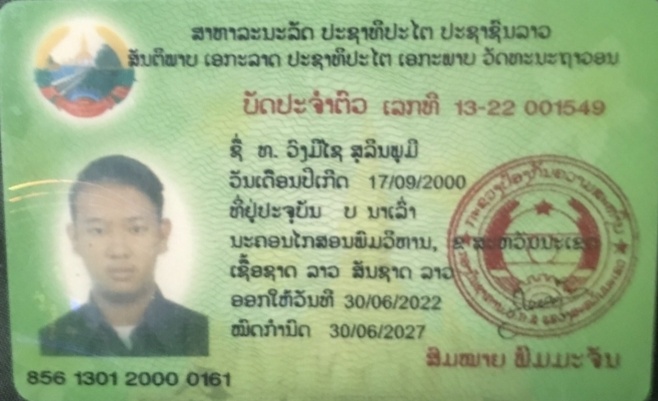 ສາທາລະນະລັດ ປະຊາທິປະໄຕ ປະຊາຊົນລາວ
ສັນຕິພາບ ເອກະລາດ ປະຊາທິປະໄຕ ເອກະພາບ ວັດທະນະຖາວອນ
ບັດປະຈຳຕົວ ເລກທີ 13-22 001549
ຊື່ ທ. ວົງມີໄຊ ສຸລິນພູມີ
ວັນເດືອນປີເກີດ 17/09/2000
ທີ່ຢູ່ປະຈຸບັນ ບ ນາເລົ່າ
ນະຄອນໄກສອນພົມວິຫານ, ຂ ສະຫວັນນະເຂດ
ເຊື້ອຊາດ ລາວ ສັນຊາດ ລາວ
ອອກໃຫ້ວັນທີ 30/06/2022
ໝົດກຳນົດ 30/06/2027
ສົມໝາຍ ພົມມະຈັນ
856 1301 2000 0161